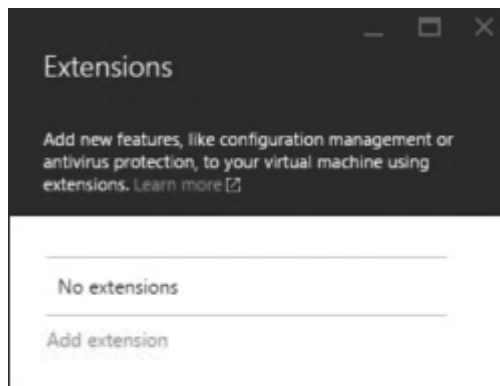 Extensions
Add new features, like configuration management or
antivirus protection, to your virtual machine using
extensions. Learn more
No extensions
Add extension